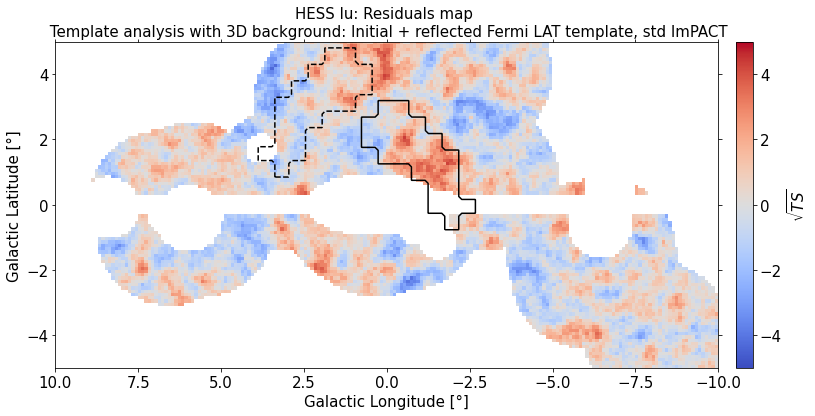 HESS Iu: Residuals map
Template analysis with 3D background: Initial + reflected Fermi LAT template, std ImPACT
4
2
0
−2
−4
Galactic Latitude [°]
10.0 7.5 5.0 2.5 0.0 −2.5 −5.0 −7.5 −10.0
Galactic Longitude [°]
4
2
0
−2
−4
√TS